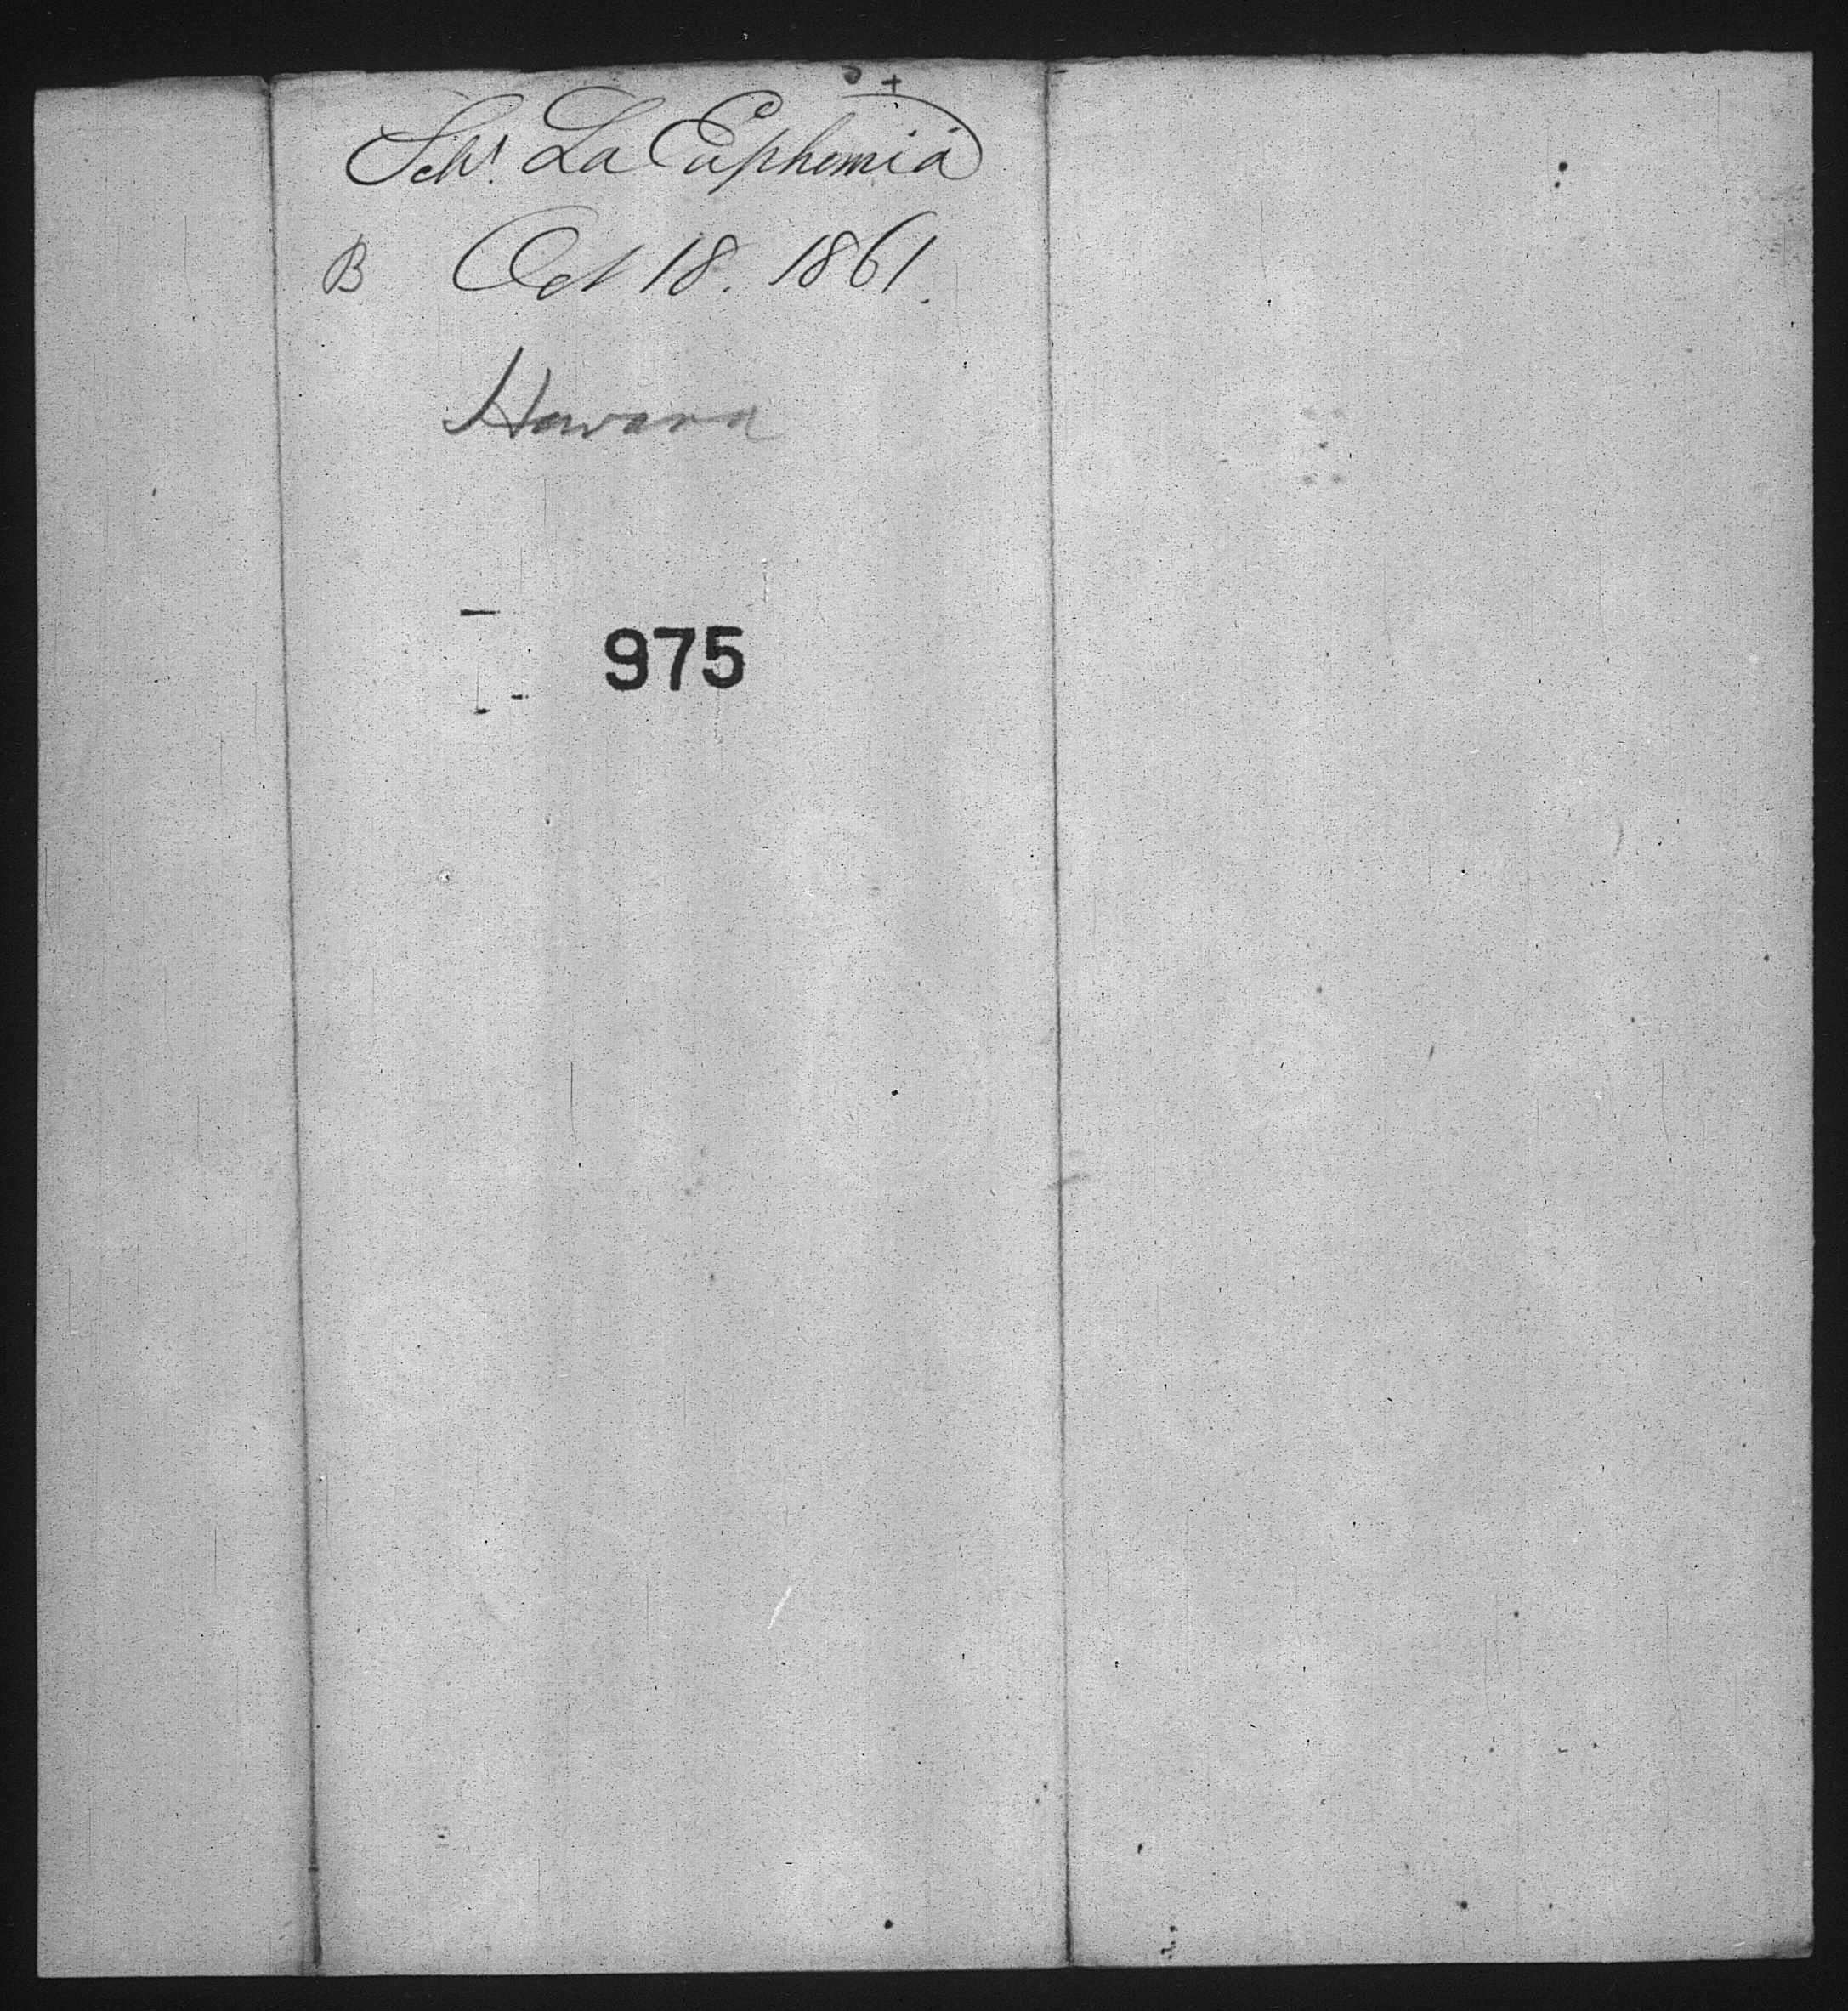 Schr. La Euphemia
B Oct 18. 1861.
Havana
975